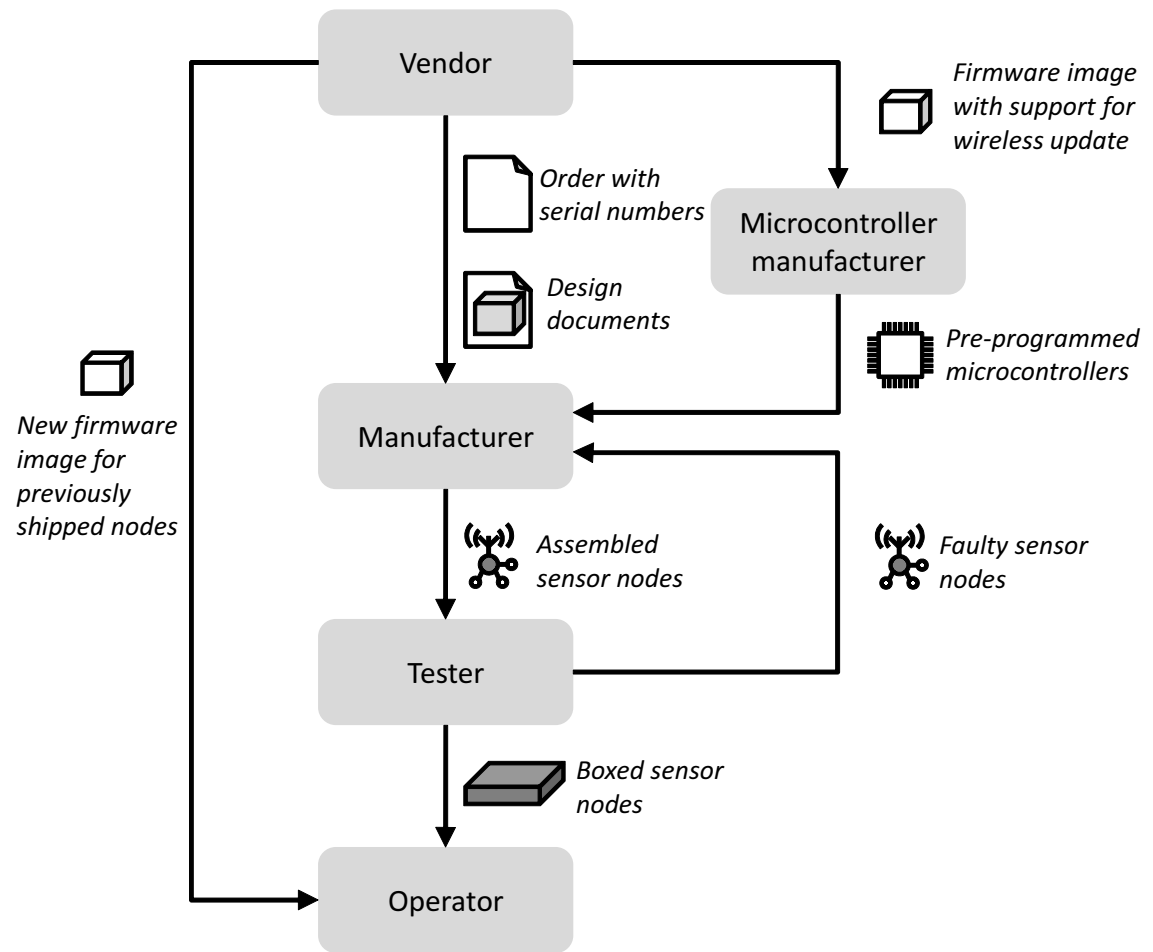 Vendor
Firmware image
with support for
wireless update
Order with
serial numbers
Microcontroller
manufacturer
Design
documents
Pre-programmed
microcontrollers
New firmware
image for
previously
shipped nodes
Manufacturer
Assembled
sensor nodes
Faulty sensor
nodes
Tester
Boxed sensor
nodes
Operator